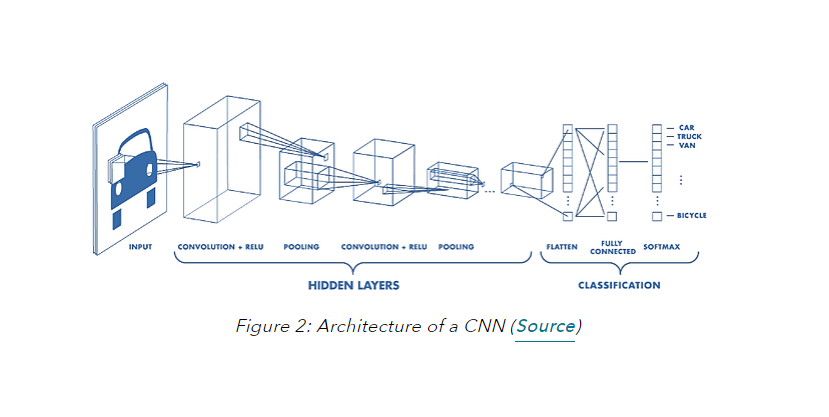 CAR
TRUCK
VAN
BICYCLE
INPUT CONVOLUTION + RELU POOLING CONVOLUTION + RELU POOLING FLATTEN FULLY CONNECTED SOFTMAX
HIDDEN LAYERS CLASSIFICATION
Figure 2: Architecture of a CNN (Source)